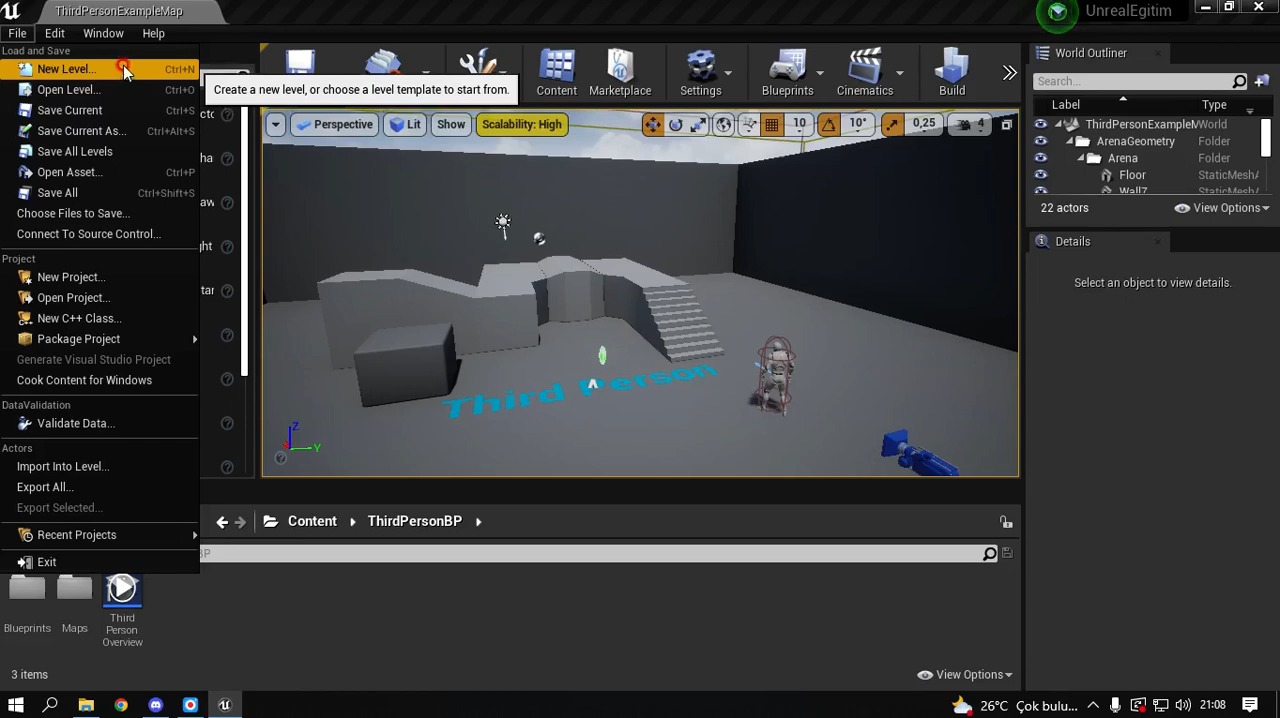 ThirdPersonExampleMap
UnrealEgitim
File Edit Window Help
Load and Save
New Level... Ctrl+N
Open Level... Ctrl+O
Save Current Ctrl+S
Save Current As... Ctrl+Alt+S
Save All Levels
Open Asset... Ctrl+P
Save All Ctrl+Shift+S
Choose Files to Save...
Connect To Source Control...
Project
New Project...
Open Project...
New C++ Class...
Package Project
Generate Visual Studio Project
Cook Content for Windows
DataValidation
Validate Data...
Actors
Import Into Level...
Export All...
Export Selected...
Recent Projects
Exit
Create a new level, or choose a level template to start from.
Content
Marketplace
Settings
Blueprints
Cinematics
Build
Perspective
Lit
Show
Scalability: High
10
10°
0,25
4
Third Person
Z
Y
World Outliner
Search...
Label Type
ThirdPersonExampleM World
ArenaGeometry Folder
Arena Folder
Floor StaticMeshA
Wall7 StaticMeshA
22 actors
View Options
Details
Select an object to view details.
Content ThirdPersonBP
BP
Blueprints
Maps
Third
Person
Overview
3 items
View Options
26°C Çok bulu...
21:08